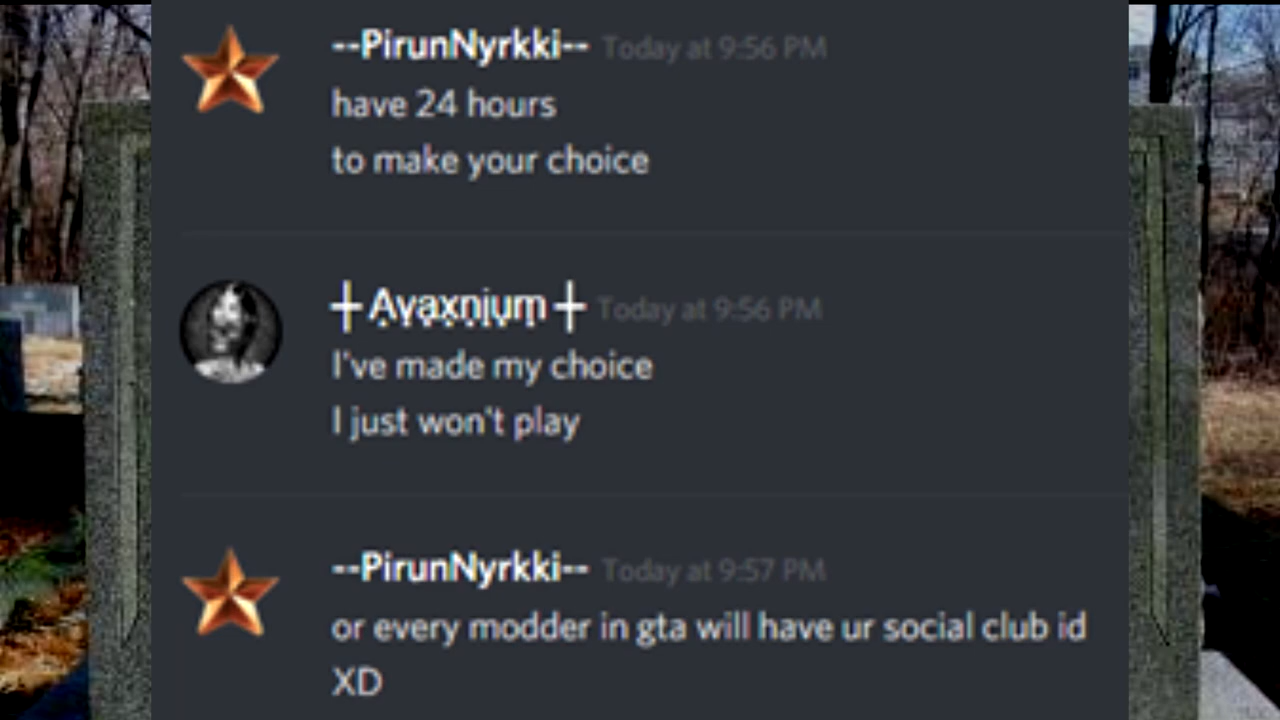 --PirunNyrkki-- Today at 9:56 PM
have 24 hours
to make your choice
┼ Ạṿạx̣ṇịụṃ ┼ Today at 9:56 PM
I've made my choice
I just won't play
--PirunNyrkki-- Today at 9:57 PM
or every modder in gta will have ur social club id
XD